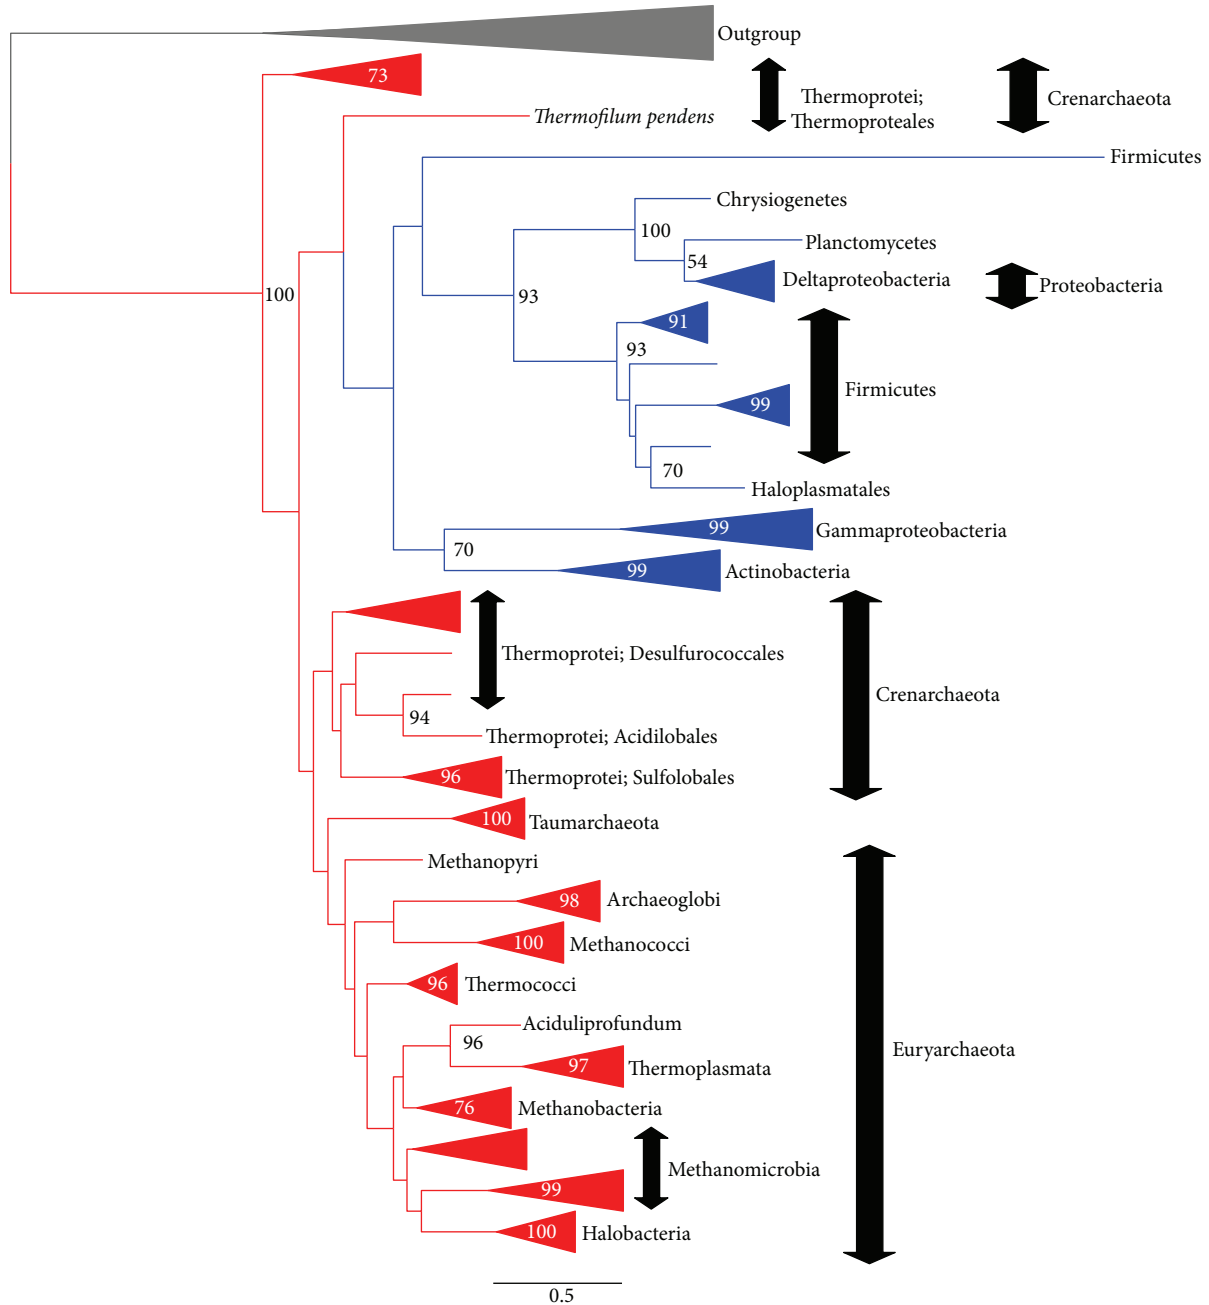 Outgroup
73
Thermoprotei;
Thermoproteales
Crenarchaeota
Thermofilum pendens
Firmicutes
Chrysiogenetes
100
Planctomycetes
54
Deltaproteobacteria
Proteobacteria
100
93
91
93
Firmicutes
99
70
Haloplasmatales
99
Gammaproteobacteria
70
99
Actinobacteria
Thermoprotei; Desulfurococcales
Crenarchaeota
94
Thermoprotei; Acidilobales
96
Thermoprotei; Sulfolobales
100
Taumarchaeota
Methanopyri
98
Archaeoglobi
100
Methanococci
96
Thermococci
Aciduliprofundum
96
Euryarchaeota
97
Thermoplasmata
76
Methanobacteria
Methanomicrobia
99
100
Halobacteria
0.5